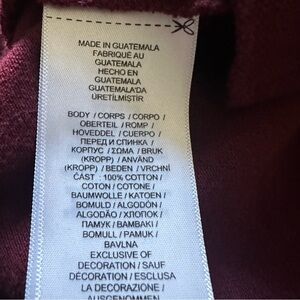 MADE IN GUATEMALA
FABRIQUÉ AU
GUATEMALA
HECHO EN
GUATEMALA
GUATEMALA'DA
ÜRETİLMİŞTİR
BODY / CORPS / CORPO /
OBERTEIL / ROMP /
HOVEDDEL / CUERPO /
ПЕРЕД И СПИНКА /
КОРПУС / ΣΩΜΑ / BRUK
(KROPP) / ANVÄND
(KROPP) / BEDEN / VRCHNÍ
ČÁST : 100% COTTON /
COTON / COTONE /
BAUMWOLLE / KATOEN /
BOMULD / ALGODÓN /
ALGODÃO / ХЛОПОК /
ПАМУК / ΒΑΜΒΑΚΙ /
BOMULL / PAMUK /
BAVLNA
EXCLUSIVE OF
DECORATION / SAUF
DÉCORATION / ESCLUSA
LA DECORAZIONE /
AUSGENOMMEN